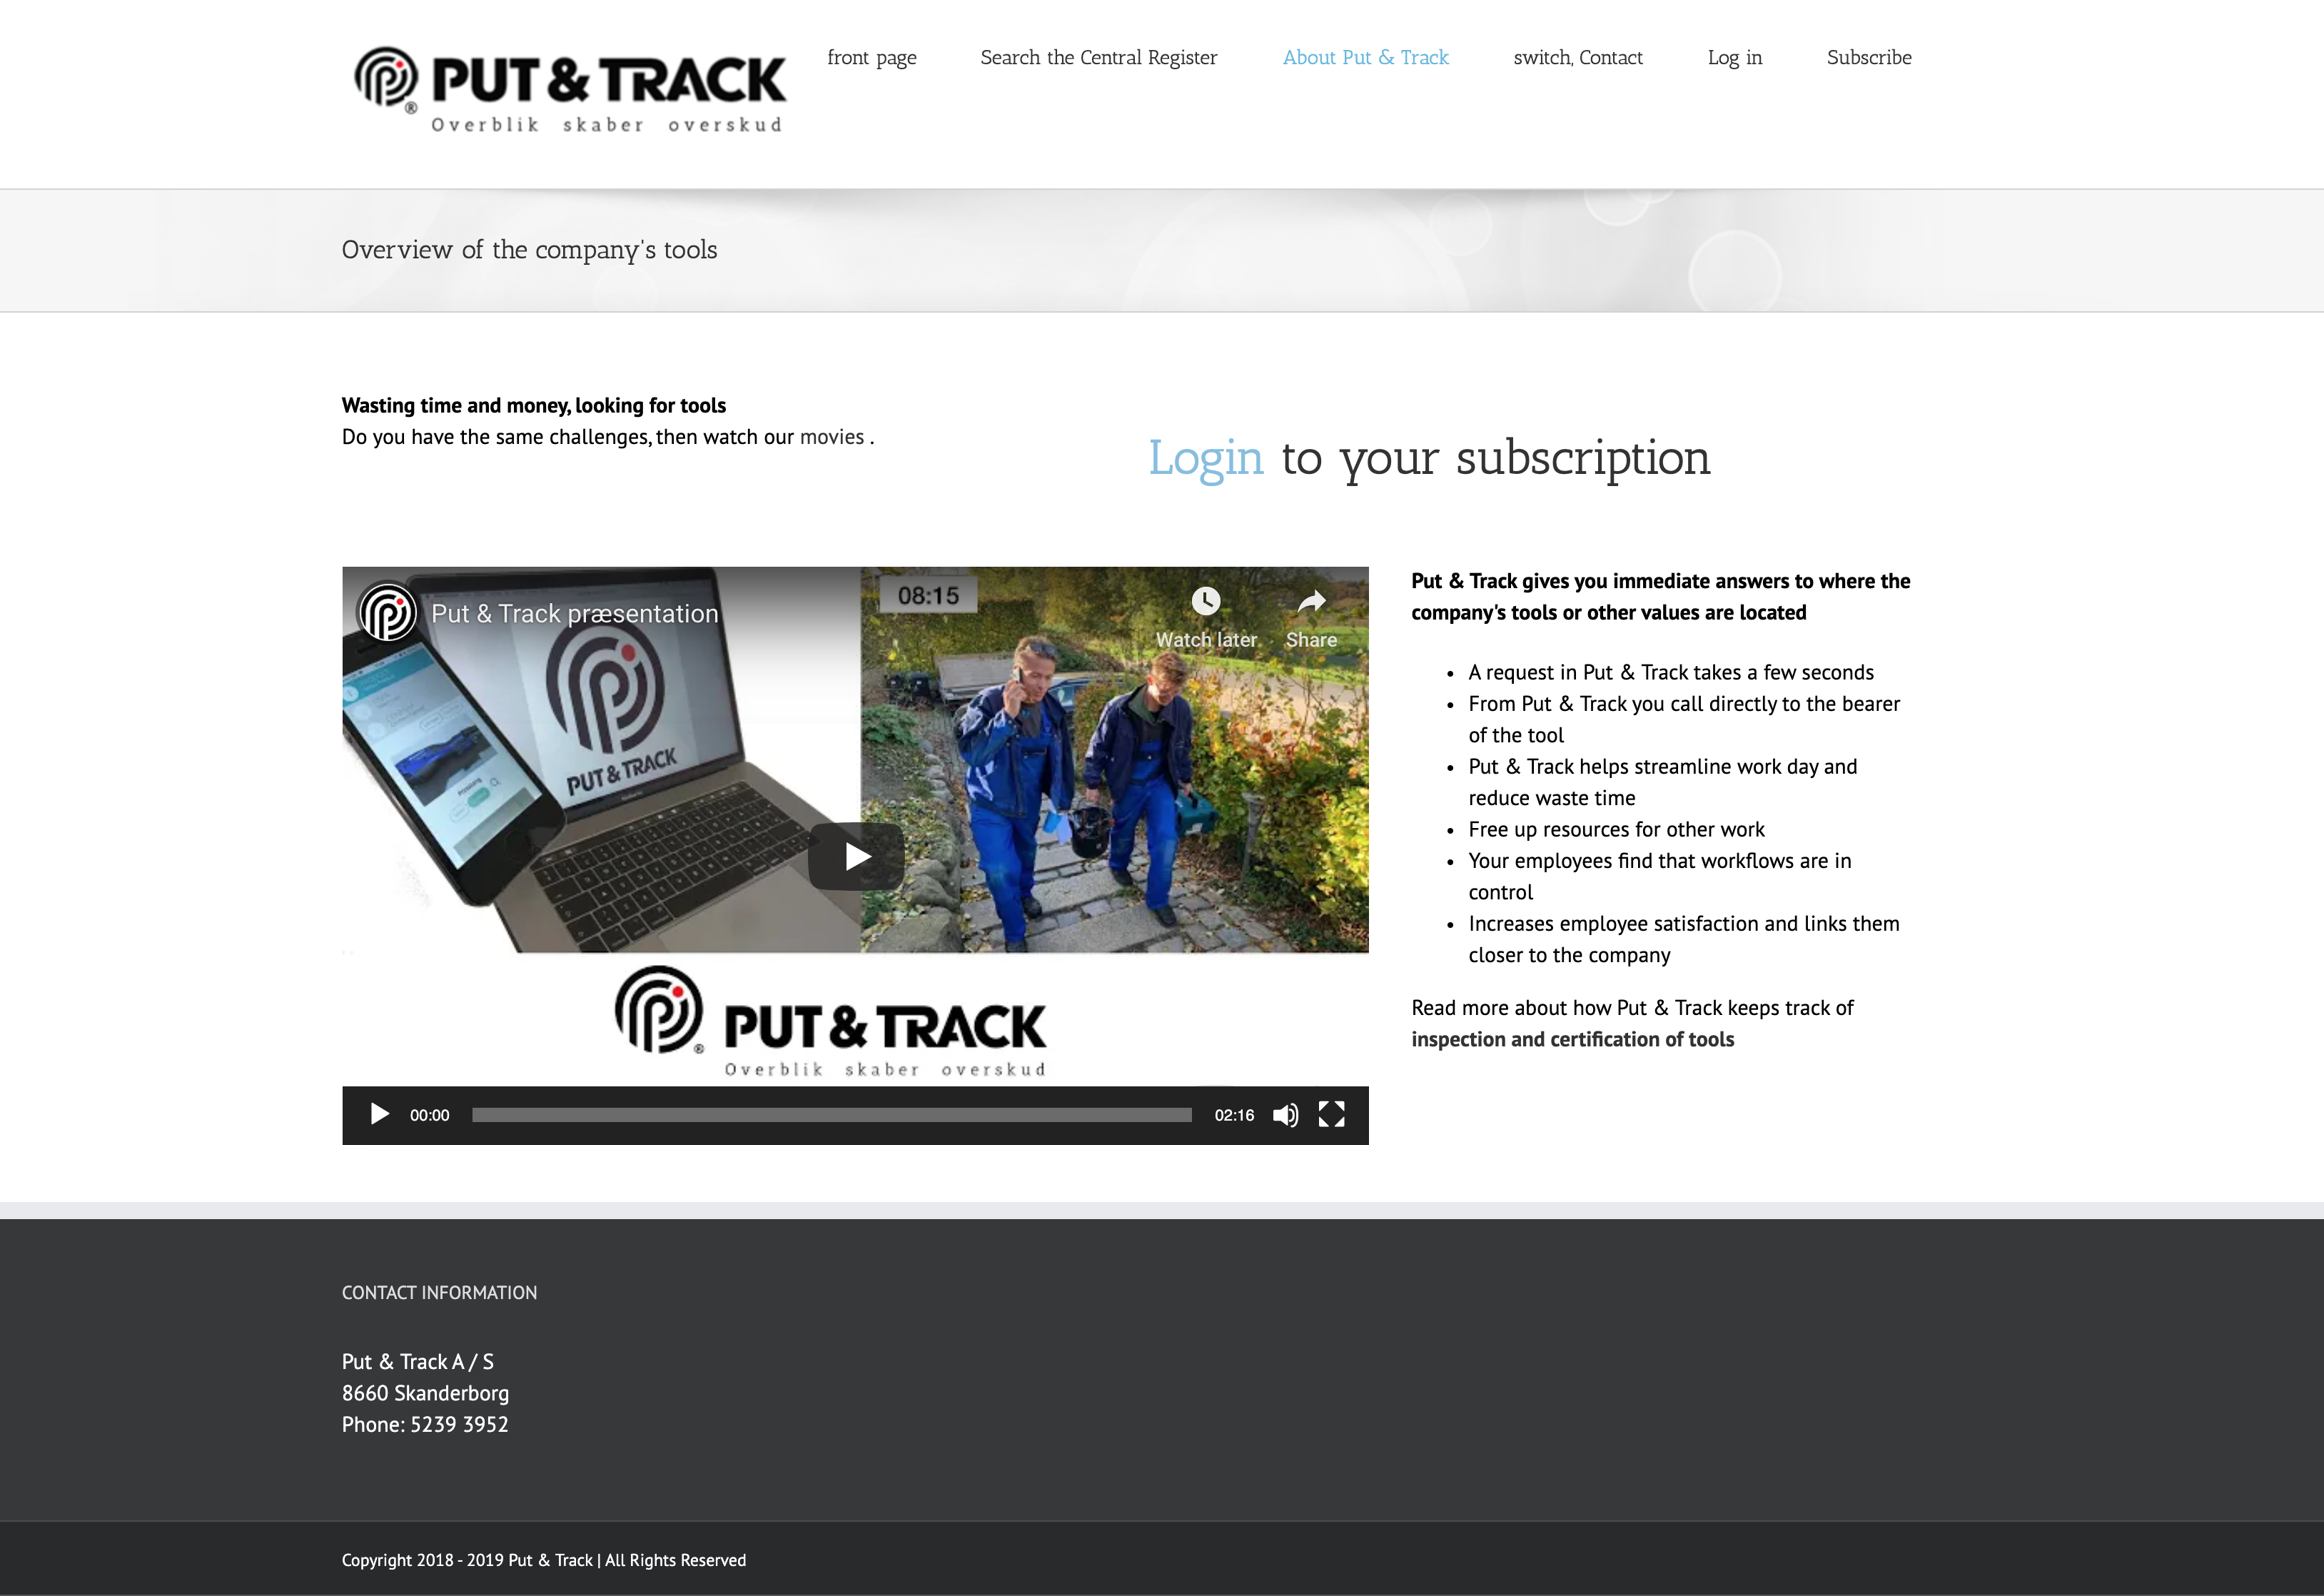 PUT & TRACK
Overblik skaber overskud
front page
Search the Central Register
About Put & Track
switch, Contact
Log in
Subscribe
Overview of the company's tools
Wasting time and money, looking for tools
Do you have the same challenges, then watch our movies .
Login to your subscription
Put & Track præsentation
08:15
Watch later
Share
PUT & TRACK
PUT & TRACK
Overblik skaber overskud
00:00
02:16
Put & Track gives you immediate answers to where the
company's tools or other values are located
• A request in Put & Track takes a few seconds
• From Put & Track you call directly to the bearer
of the tool
• Put & Track helps streamline work day and
reduce waste time
• Free up resources for other work
• Your employees find that workflows are in
control
• Increases employee satisfaction and links them
closer to the company
Read more about how Put & Track keeps track of
inspection and certification of tools
CONTACT INFORMATION
Put & Track A / S
8660 Skanderborg
Phone: 5239 3952
Copyright 2018 - 2019 Put & Track | All Rights Reserved